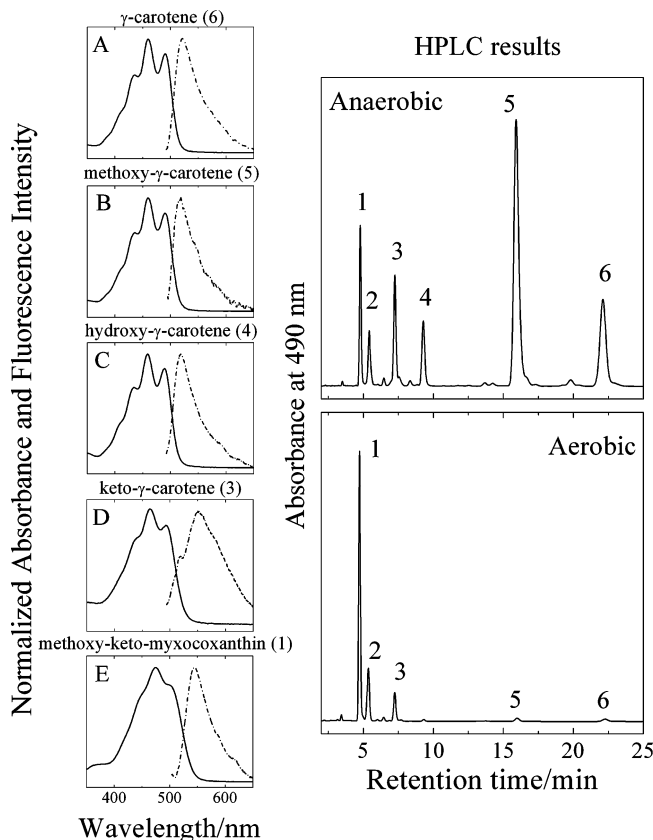 γ-carotene (6)
A
methoxy-γ-carotene (5)
B
hydroxy-γ-carotene (4)
C
keto-γ-carotene (3)
D
methoxy-keto-myxocoxanthin (1)
E
400 500 600
Wavelength/nm
Normalized Absorbance and Fluorescence Intensity
HPLC results
Anaerobic
1
2
3
4
5
6
Aerobic
1
2
3
5
6
5 10 15 20 25
Retention time/min
Absorbance at 490 nm